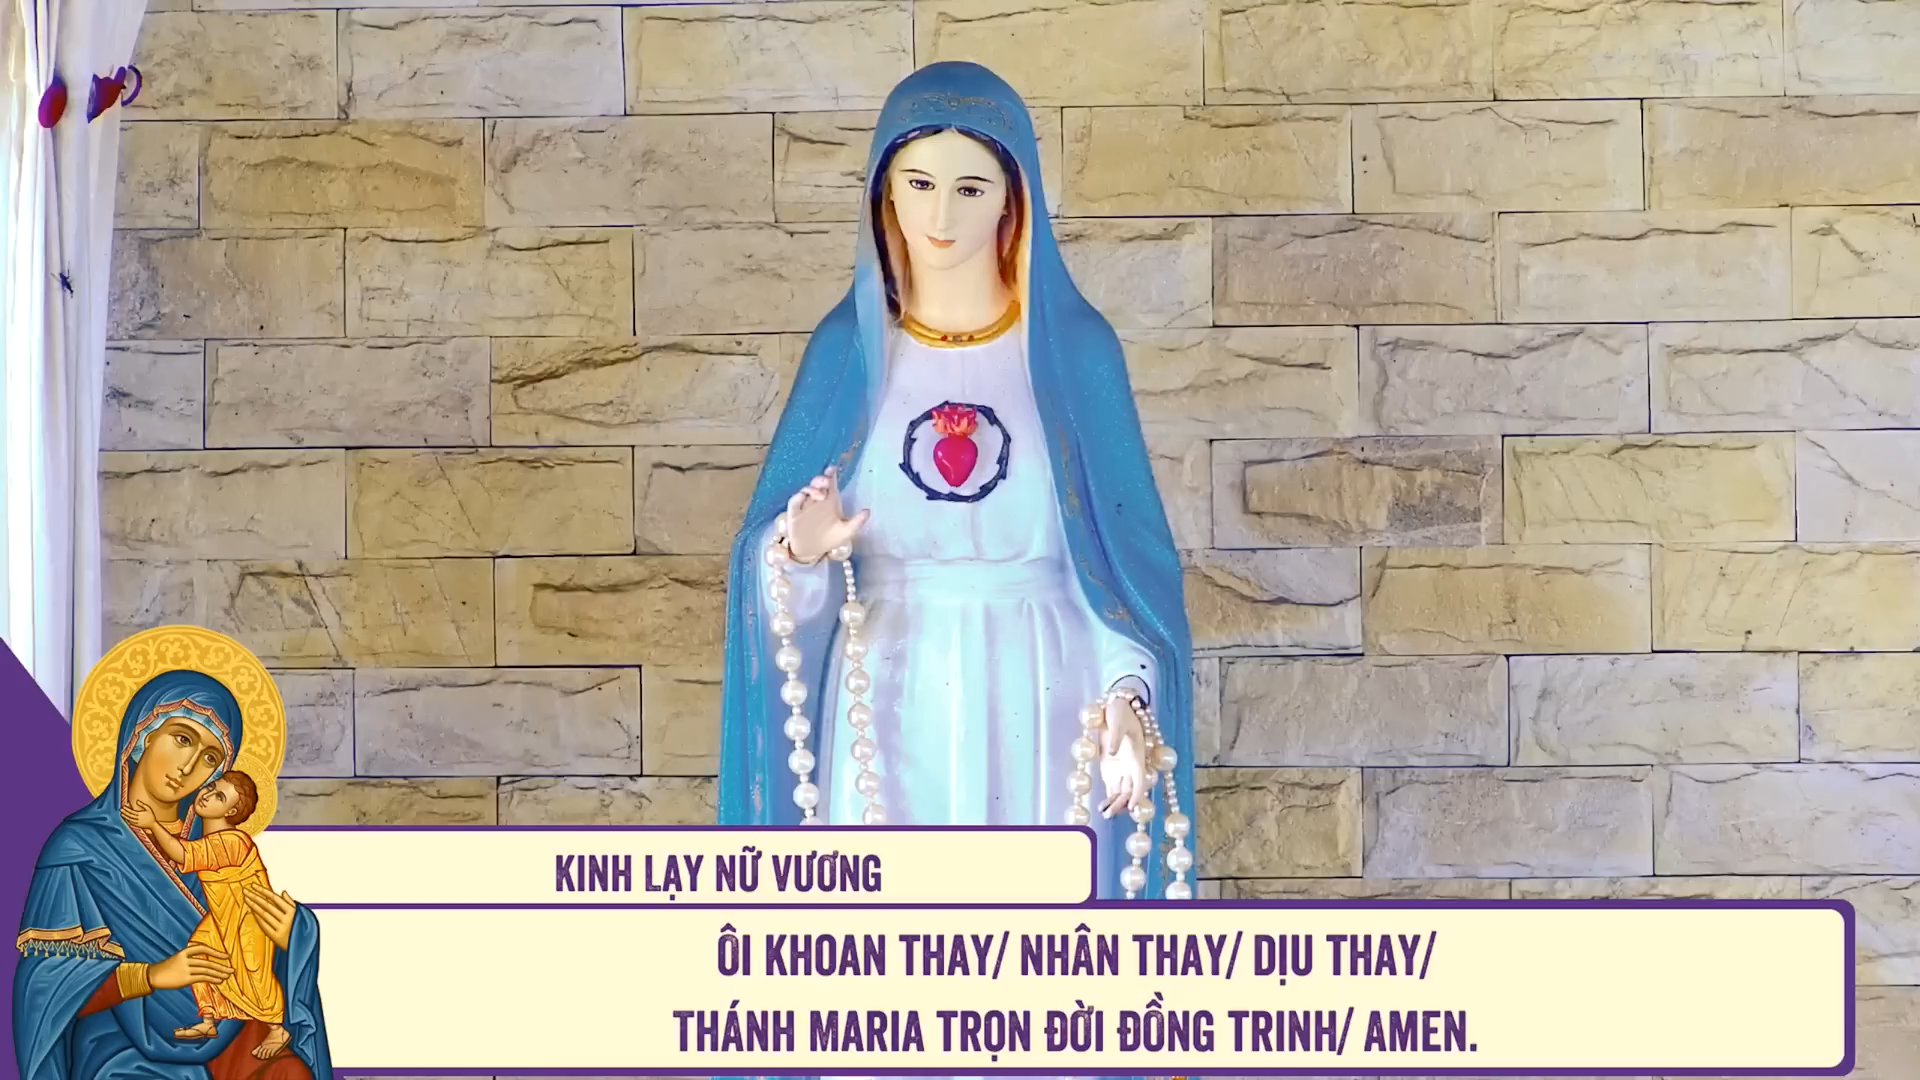 KINH LẠY NỮ VƯƠNG
ÔI KHOAN THAY/ NHÂN THAY/ DỊU THAY/
THÁNH MARIA TRỌN ĐỜI ĐỒNG TRINH/ AMEN.